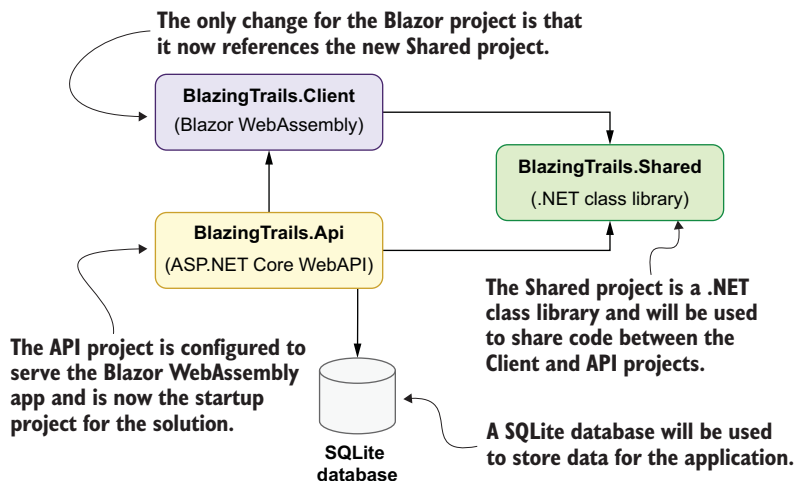 The only change for the Blazor project is that
it now references the new Shared project.
BlazingTrails.Client
(Blazor WebAssembly)
BlazingTrails.Shared
(.NET class library)
BlazingTrails.Api
(ASP.NET Core WebAPI)
The Shared project is a .NET
class library and will be used
to share code between the
Client and API projects.
The API project is configured to
serve the Blazor WebAssembly
app and is now the startup
project for the solution.
SQLite
database
A SQLite database will be used
to store data for the application.